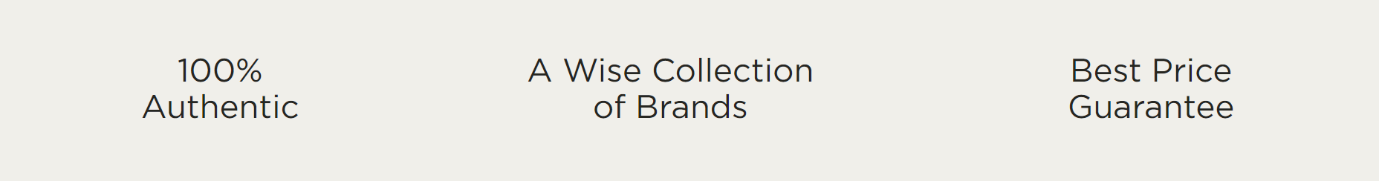 100%
Authentic
A Wise Collection
of Brands
Best Price
Guarantee